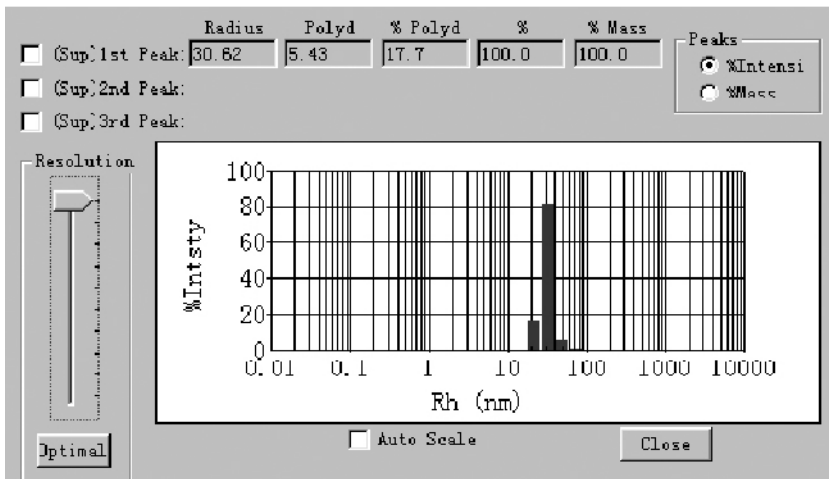 Radius Polyd % Polyd % % Mass
(Sup)1st Peak: 30.62 5.43 17.7 100.0 100.0
(Sup)2nd Peak:
(Sup)3rd Peak:
Peaks
%Intensi
%Mass
Resolution
Optimal
%Intsty
100
80
60
40
20
0
0.01 0.1 1 10 100 1000 10000
Rh (nm)
Auto Scale
Close